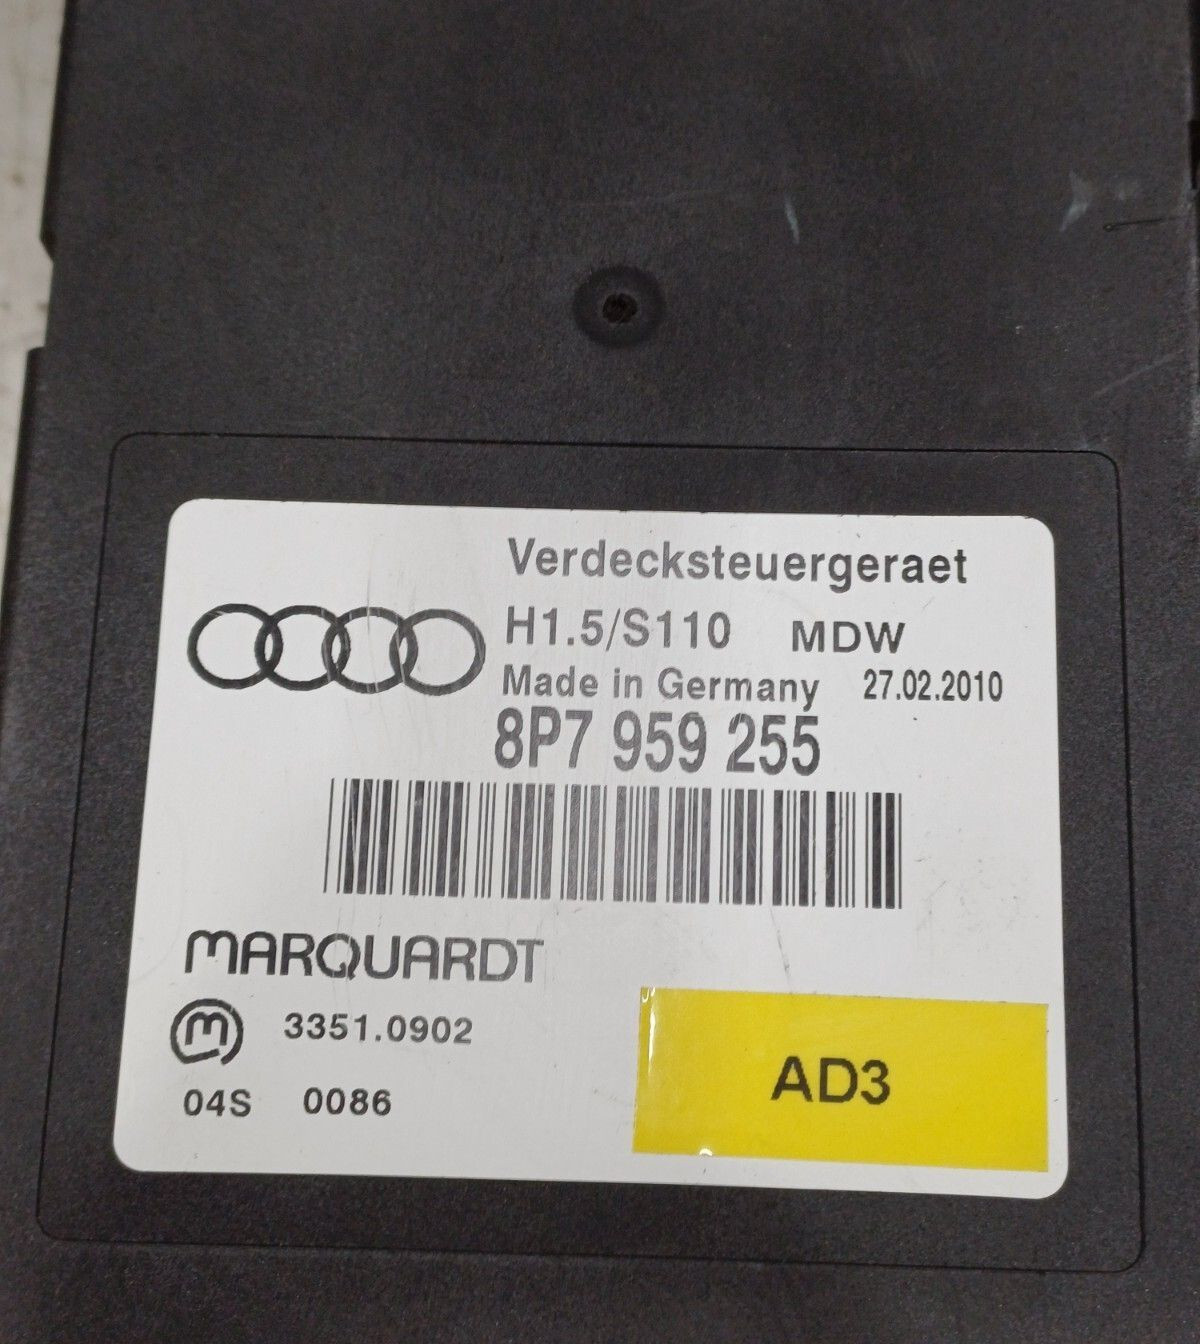 Verdecksteuergeraet
H1.5/S110 MDW
Made in Germany 27.02.2010
8P7 959 255
MARQUARDT
m 3351.0902
04S 0086
AD3